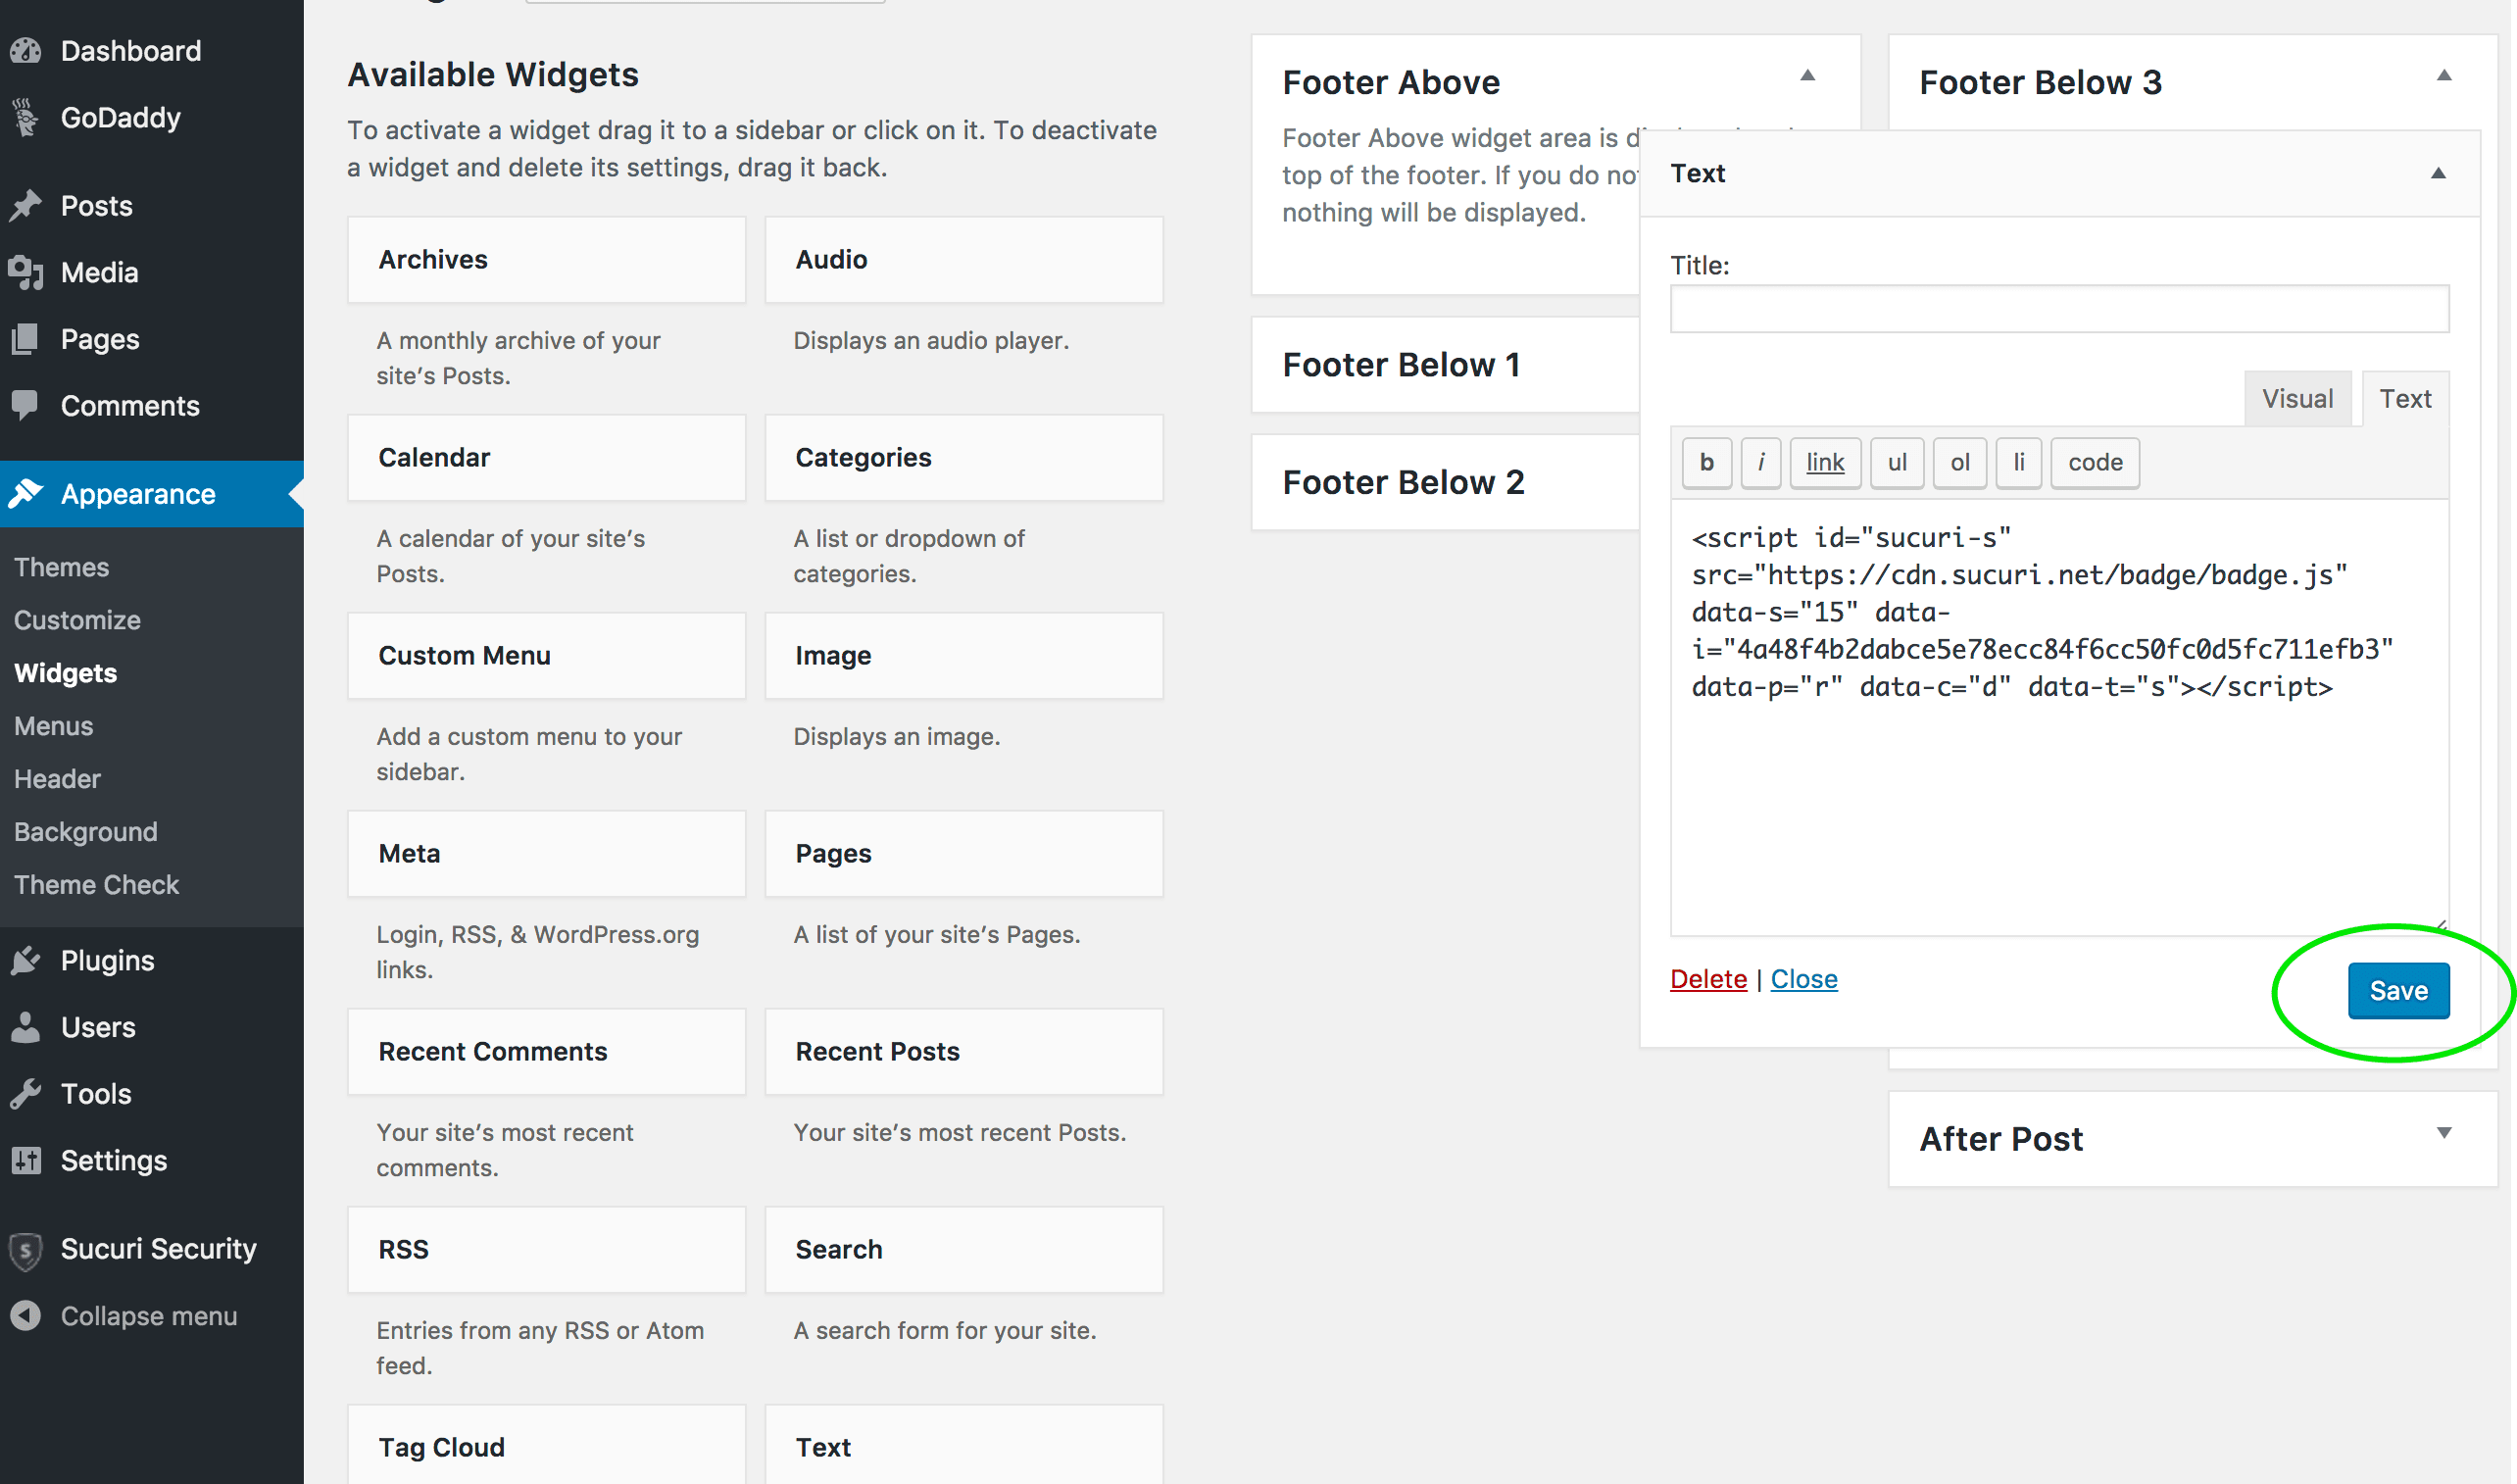 Dashboard
GoDaddy
Posts
Media
Pages
Comments
Appearance
Themes
Customize
Widgets
Menus
Header
Background
Theme Check
Plugins
Users
Tools
Settings
Sucuri Security
Collapse menu
Available Widgets
To activate a widget drag it to a sidebar or click on it. To deactivate
a widget and delete its settings, drag it back.
Archives
A monthly archive of your
site’s Posts.
Audio
Displays an audio player.
Calendar
A calendar of your site’s
Posts.
Categories
A list or dropdown of
categories.
Custom Menu
Add a custom menu to your
sidebar.
Image
Displays an image.
Meta
Login, RSS, & WordPress.org
links.
Pages
A list of your site’s Pages.
Recent Comments
Your site’s most recent
comments.
Recent Posts
Your site’s most recent Posts.
RSS
Entries from any RSS or Atom
feed.
Search
A search form for your site.
Tag Cloud
Text
Footer Above
Footer Above widget area is
top of the footer. If you do
nothing will be displayed.
Footer Below 1
Footer Below 2
Footer Below 3
Text
Title:
Visual
Text
b
i
link
ul
ol
li
code
<script id="sucuri-s"
src="https://cdn.sucuri.net/badge/badge.js"
data-s="15" data-
i="4a48f4b2dabce5e78ecc84f6cc50fc0d5fc711efb3"
data-p="r" data-c="d" data-t="s"></script>
Delete | Close
Save
After Post